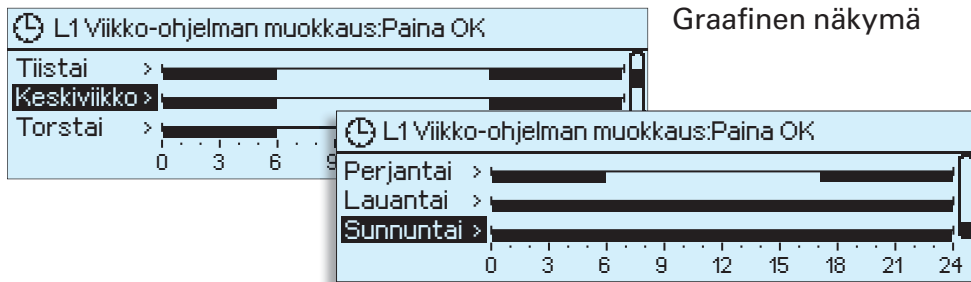 Graafinen näkymä
L1 Viikko-ohjelman muokkaus:Paina OK
Tiistai >
Keskiviikko >
Torstai >
0 3 6 9
L1 Viikko-ohjelman muokkaus:Paina OK
Perjantai >
Lauantai >
Sunnuntai >
0 3 6 9 12 15 18 21 24